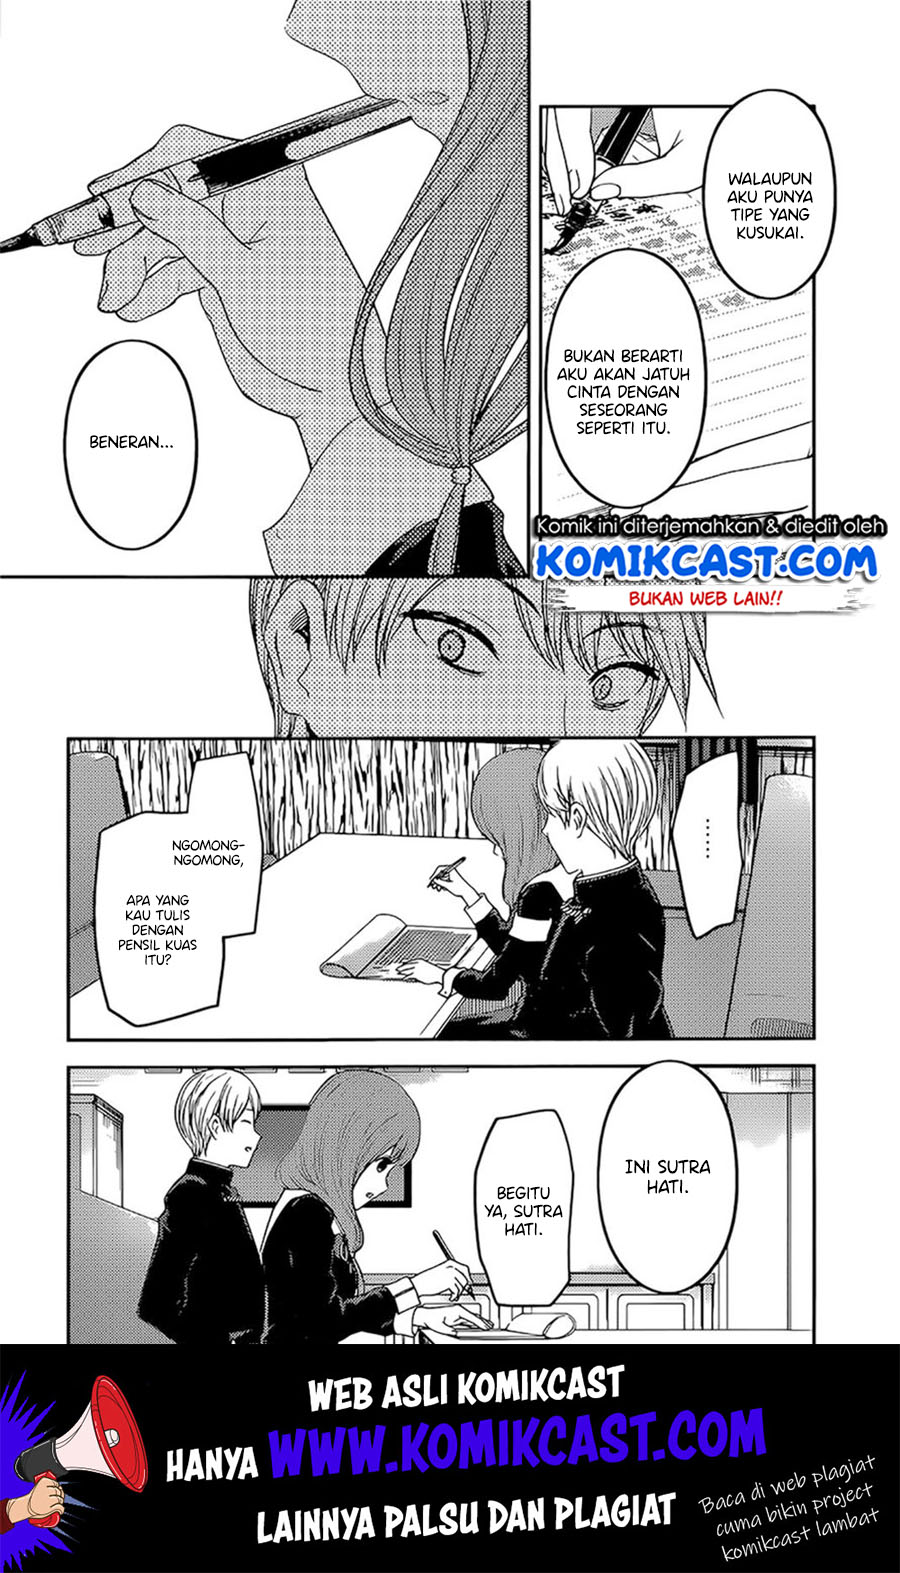 WALAUPUN
AKU PUNYA
TIPE YANG
KUSUKAI.
BUKAN BERARTI
AKU AKAN JATUH
CINTA DENGAN
SESEORANG
SEPERTI ITU.
BENERAN...
Komik ini diterjemahkan & diedit oleh
KOMIKCAST.COM
BUKAN WEB LAIN!!
........
NGOMONG-
NGOMONG,
APA YANG
KAU TULIS
DENGAN
PENSIL KUAS
ITU?
INI SUTRA
HATI.
BEGITU
YA, SUTRA
HATI.
WEB ASLI KOMIKCAST
HANYA WWW.KOMIKCAST.COM
LAINNYA PALSU DAN PLAGIAT
Baca di web plagiat
cuma bikin project
komikcast lambat